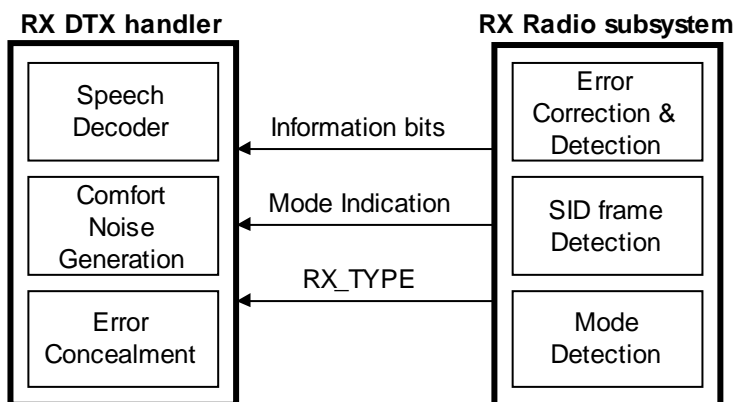 RX DTX handler
Speech
Decoder
Comfort
Noise
Generation
Error
Concealment
Information bits
Mode Indication
RX_TYPE
RX Radio subsystem
Error
Correction &
Detection
SID frame
Detection
Mode
Detection